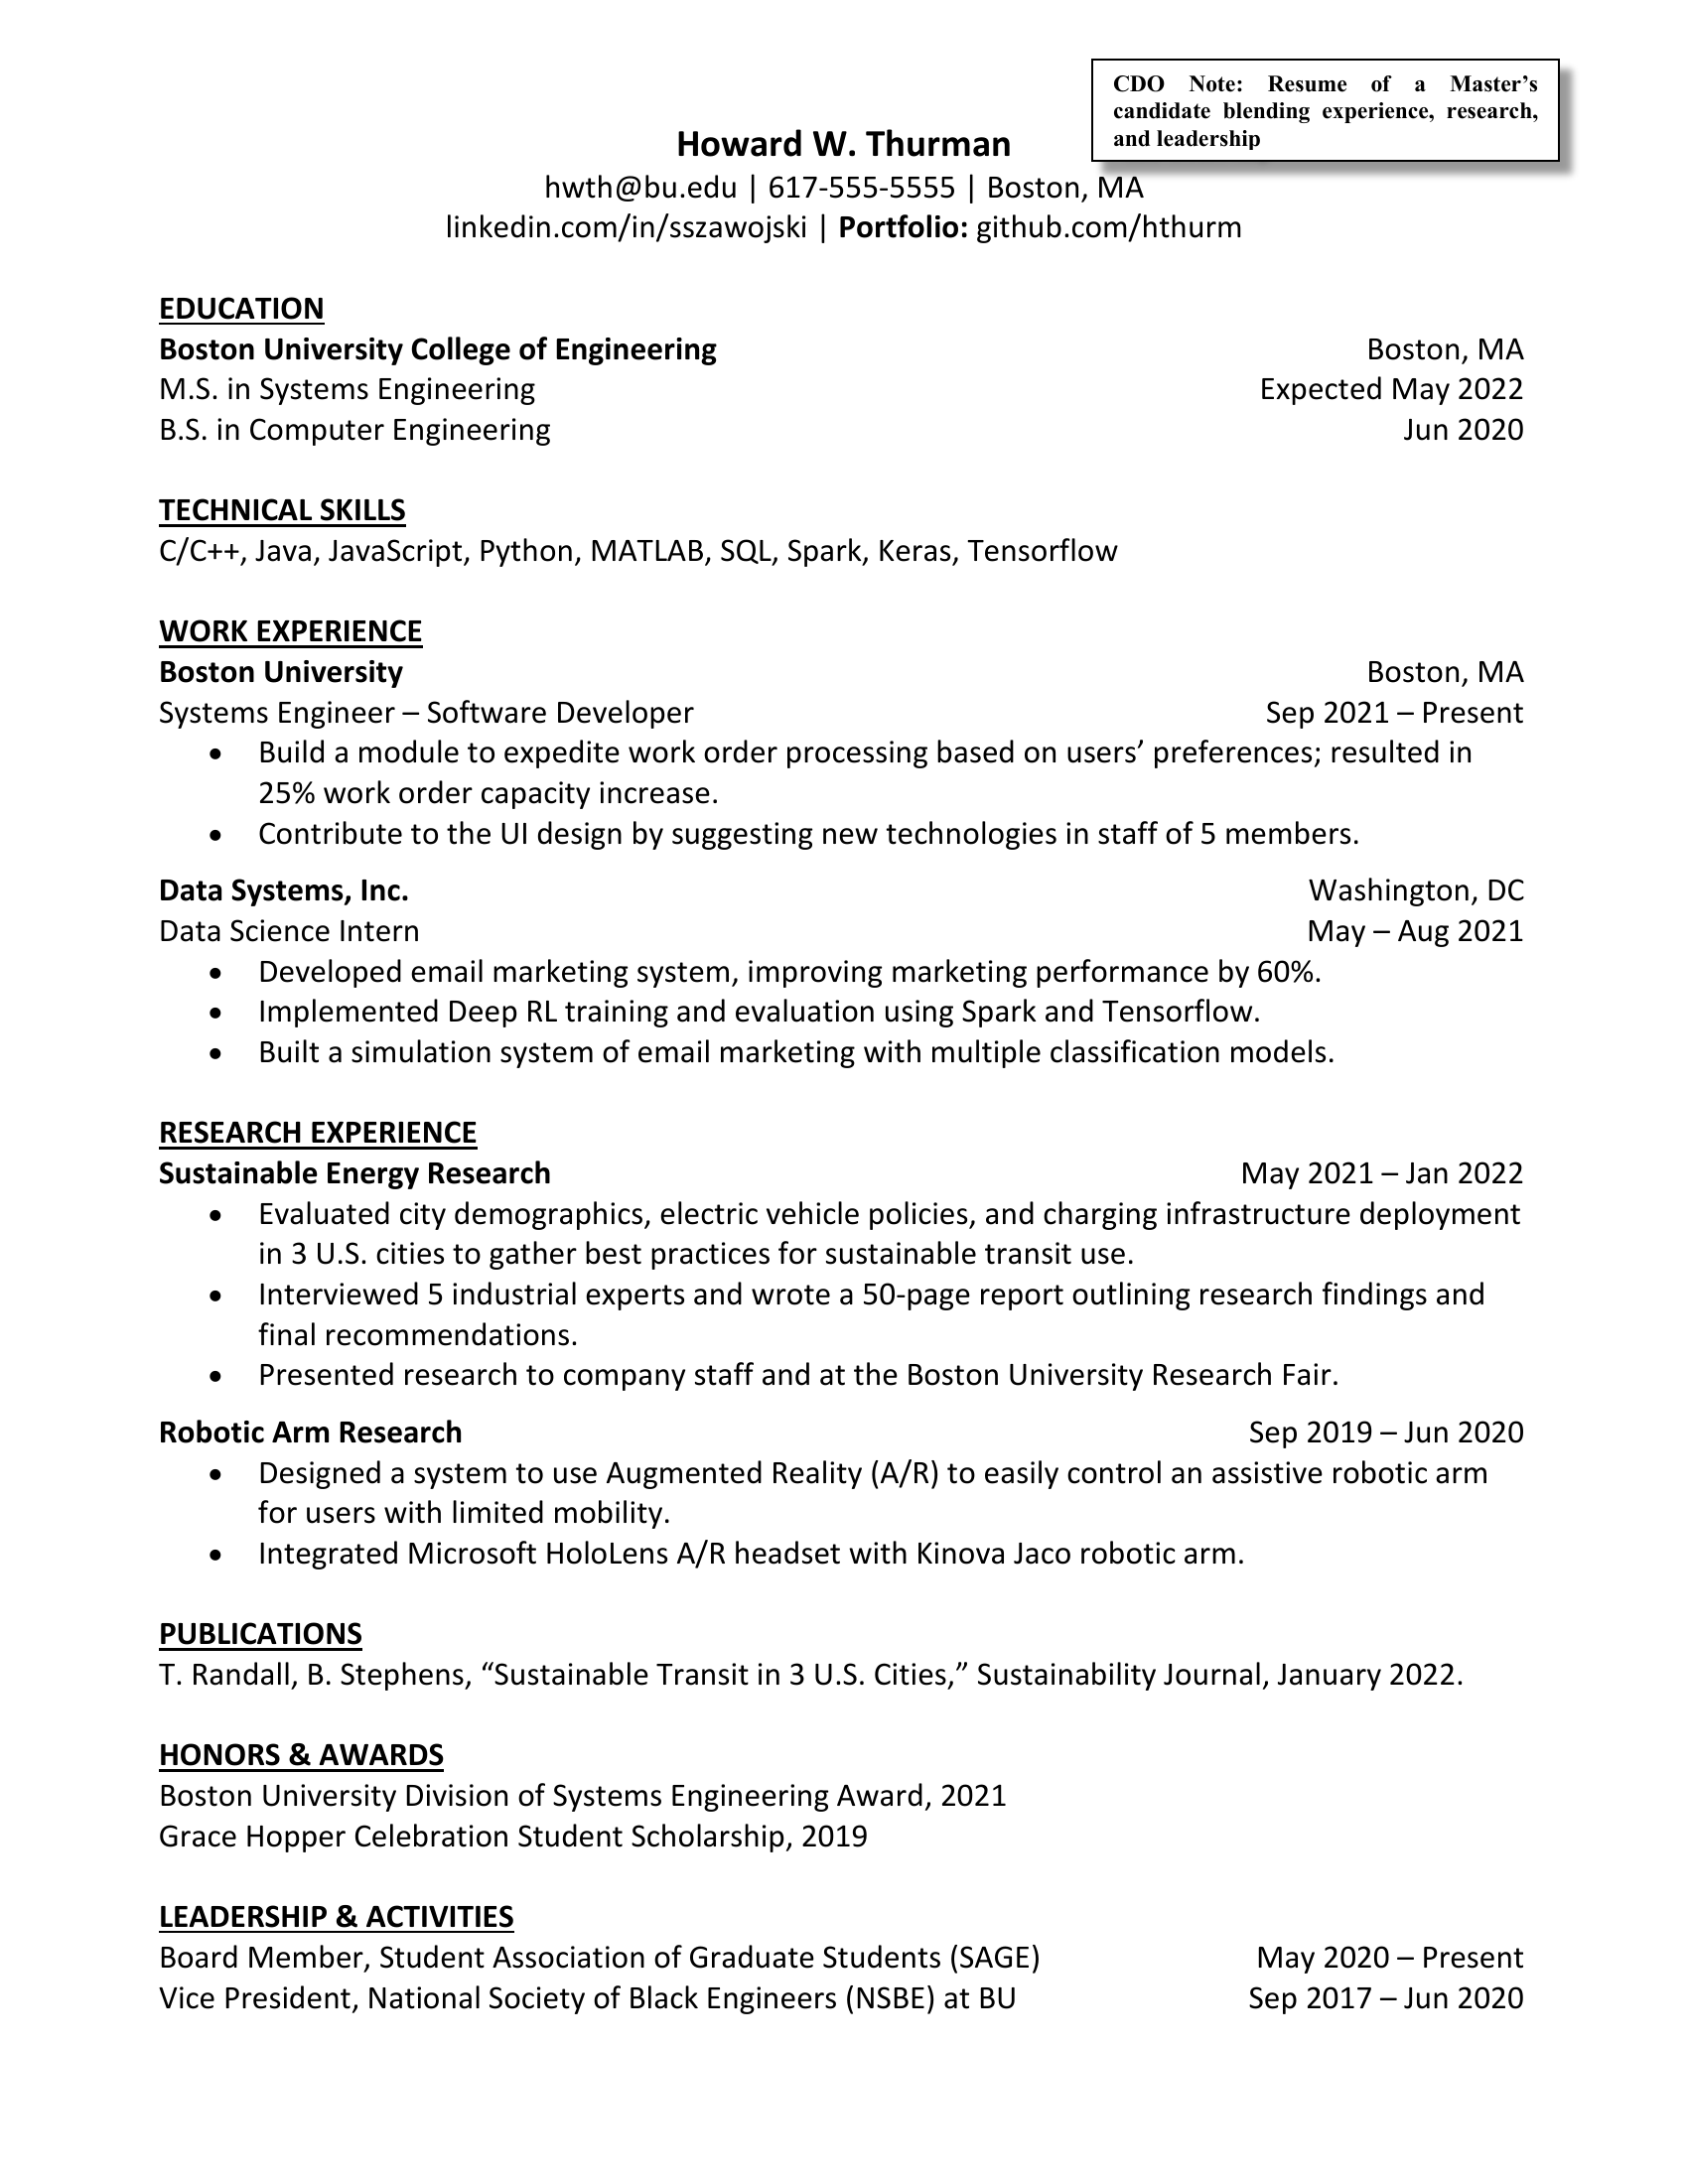 CDO Note: Resume of a Master’s
candidate blending experience, research,
and leadership
Howard W. Thurman
hwth@bu.edu | 617-555-5555 | Boston, MA
linkedin.com/in/sszawojski | Portfolio: github.com/hthurm
EDUCATION
Boston University College of Engineering Boston, MA
M.S. in Systems Engineering Expected May 2022
B.S. in Computer Engineering Jun 2020
TECHNICAL SKILLS
C/C++, Java, JavaScript, Python, MATLAB, SQL, Spark, Keras, Tensorflow
WORK EXPERIENCE
Boston University Boston, MA
Systems Engineer – Software Developer Sep 2021 – Present
• Build a module to expedite work order processing based on users’ preferences; resulted in
25% work order capacity increase.
• Contribute to the UI design by suggesting new technologies in staff of 5 members.
Data Systems, Inc. Washington, DC
Data Science Intern May – Aug 2021
• Developed email marketing system, improving marketing performance by 60%.
• Implemented Deep RL training and evaluation using Spark and Tensorflow.
• Built a simulation system of email marketing with multiple classification models.
RESEARCH EXPERIENCE
Sustainable Energy Research May 2021 – Jan 2022
• Evaluated city demographics, electric vehicle policies, and charging infrastructure deployment
in 3 U.S. cities to gather best practices for sustainable transit use.
• Interviewed 5 industrial experts and wrote a 50-page report outlining research findings and
final recommendations.
• Presented research to company staff and at the Boston University Research Fair.
Robotic Arm Research Sep 2019 – Jun 2020
• Designed a system to use Augmented Reality (A/R) to easily control an assistive robotic arm
for users with limited mobility.
• Integrated Microsoft HoloLens A/R headset with Kinova Jaco robotic arm.
PUBLICATIONS
T. Randall, B. Stephens, “Sustainable Transit in 3 U.S. Cities,” Sustainability Journal, January 2022.
HONORS & AWARDS
Boston University Division of Systems Engineering Award, 2021
Grace Hopper Celebration Student Scholarship, 2019
LEADERSHIP & ACTIVITIES
Board Member, Student Association of Graduate Students (SAGE) May 2020 – Present
Vice President, National Society of Black Engineers (NSBE) at BU Sep 2017 – Jun 2020